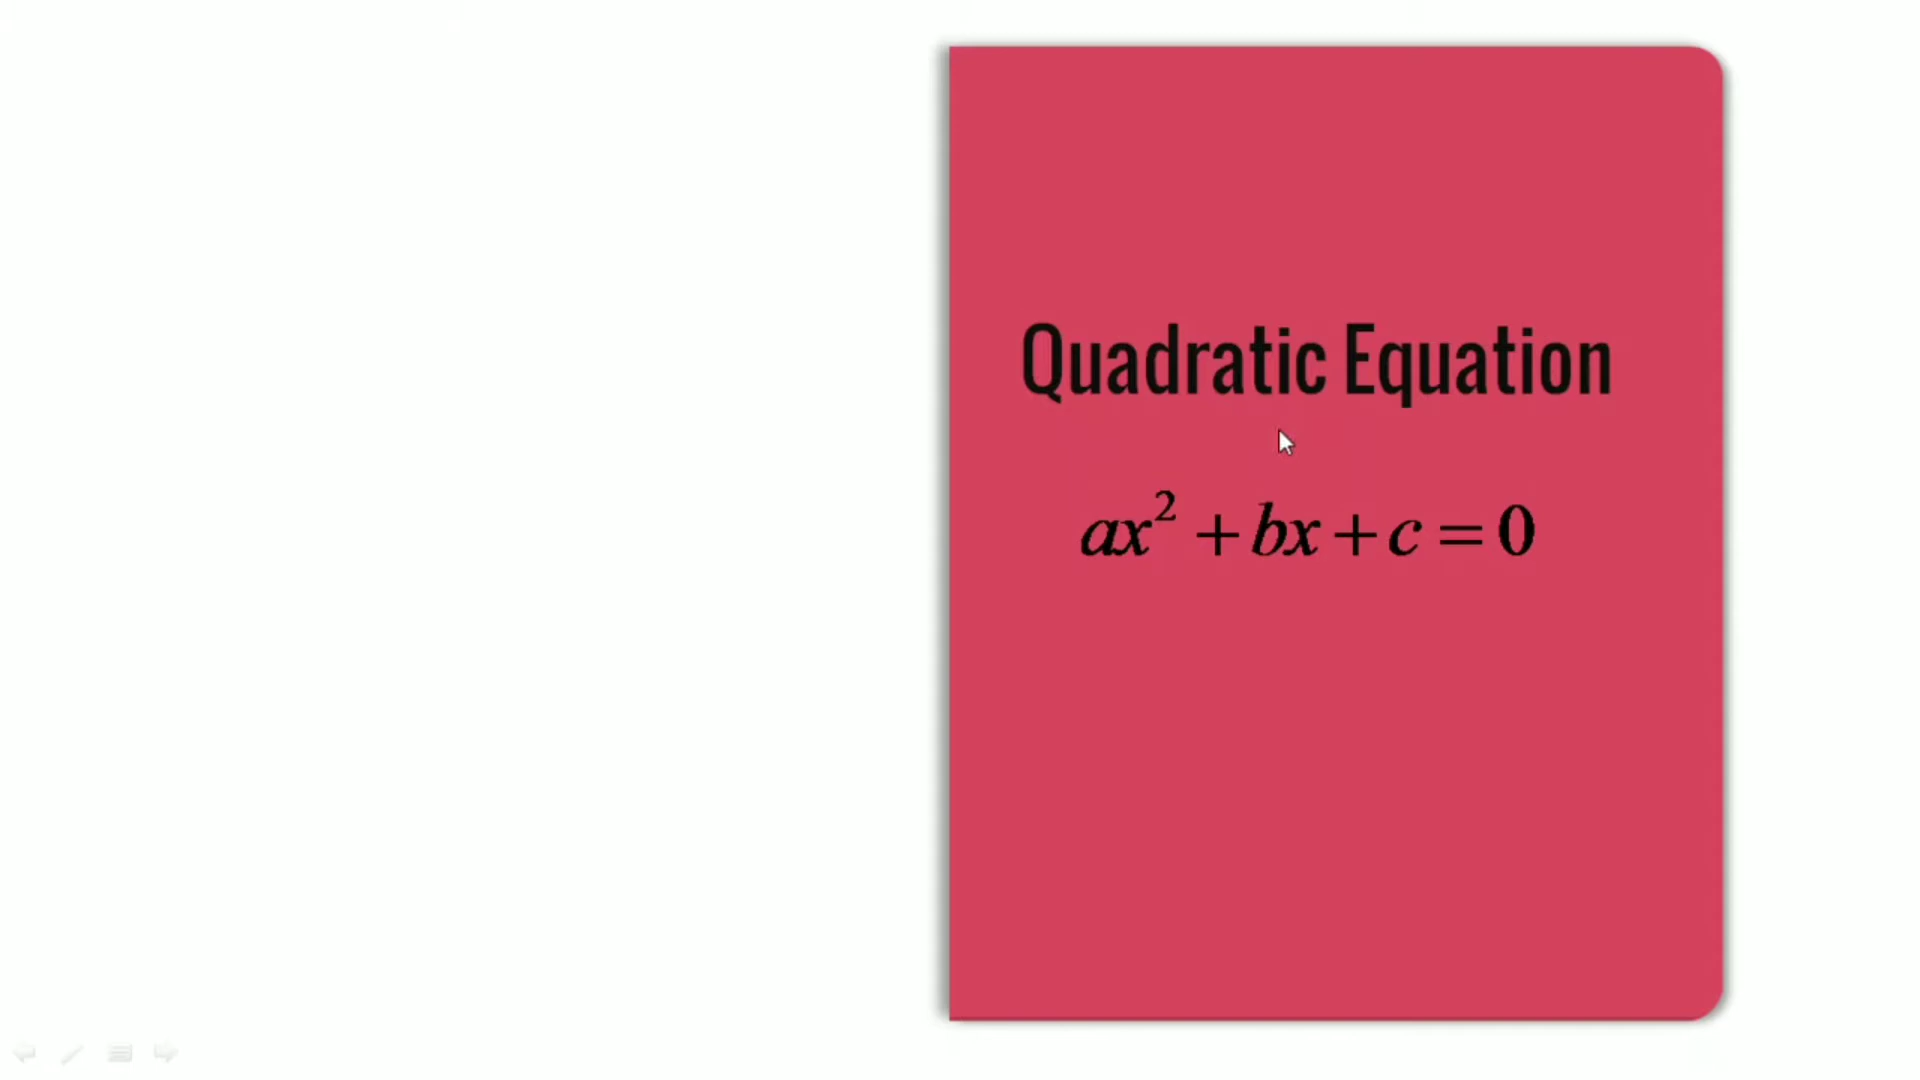 Quadratic Equation
ax² + bx + c = 0